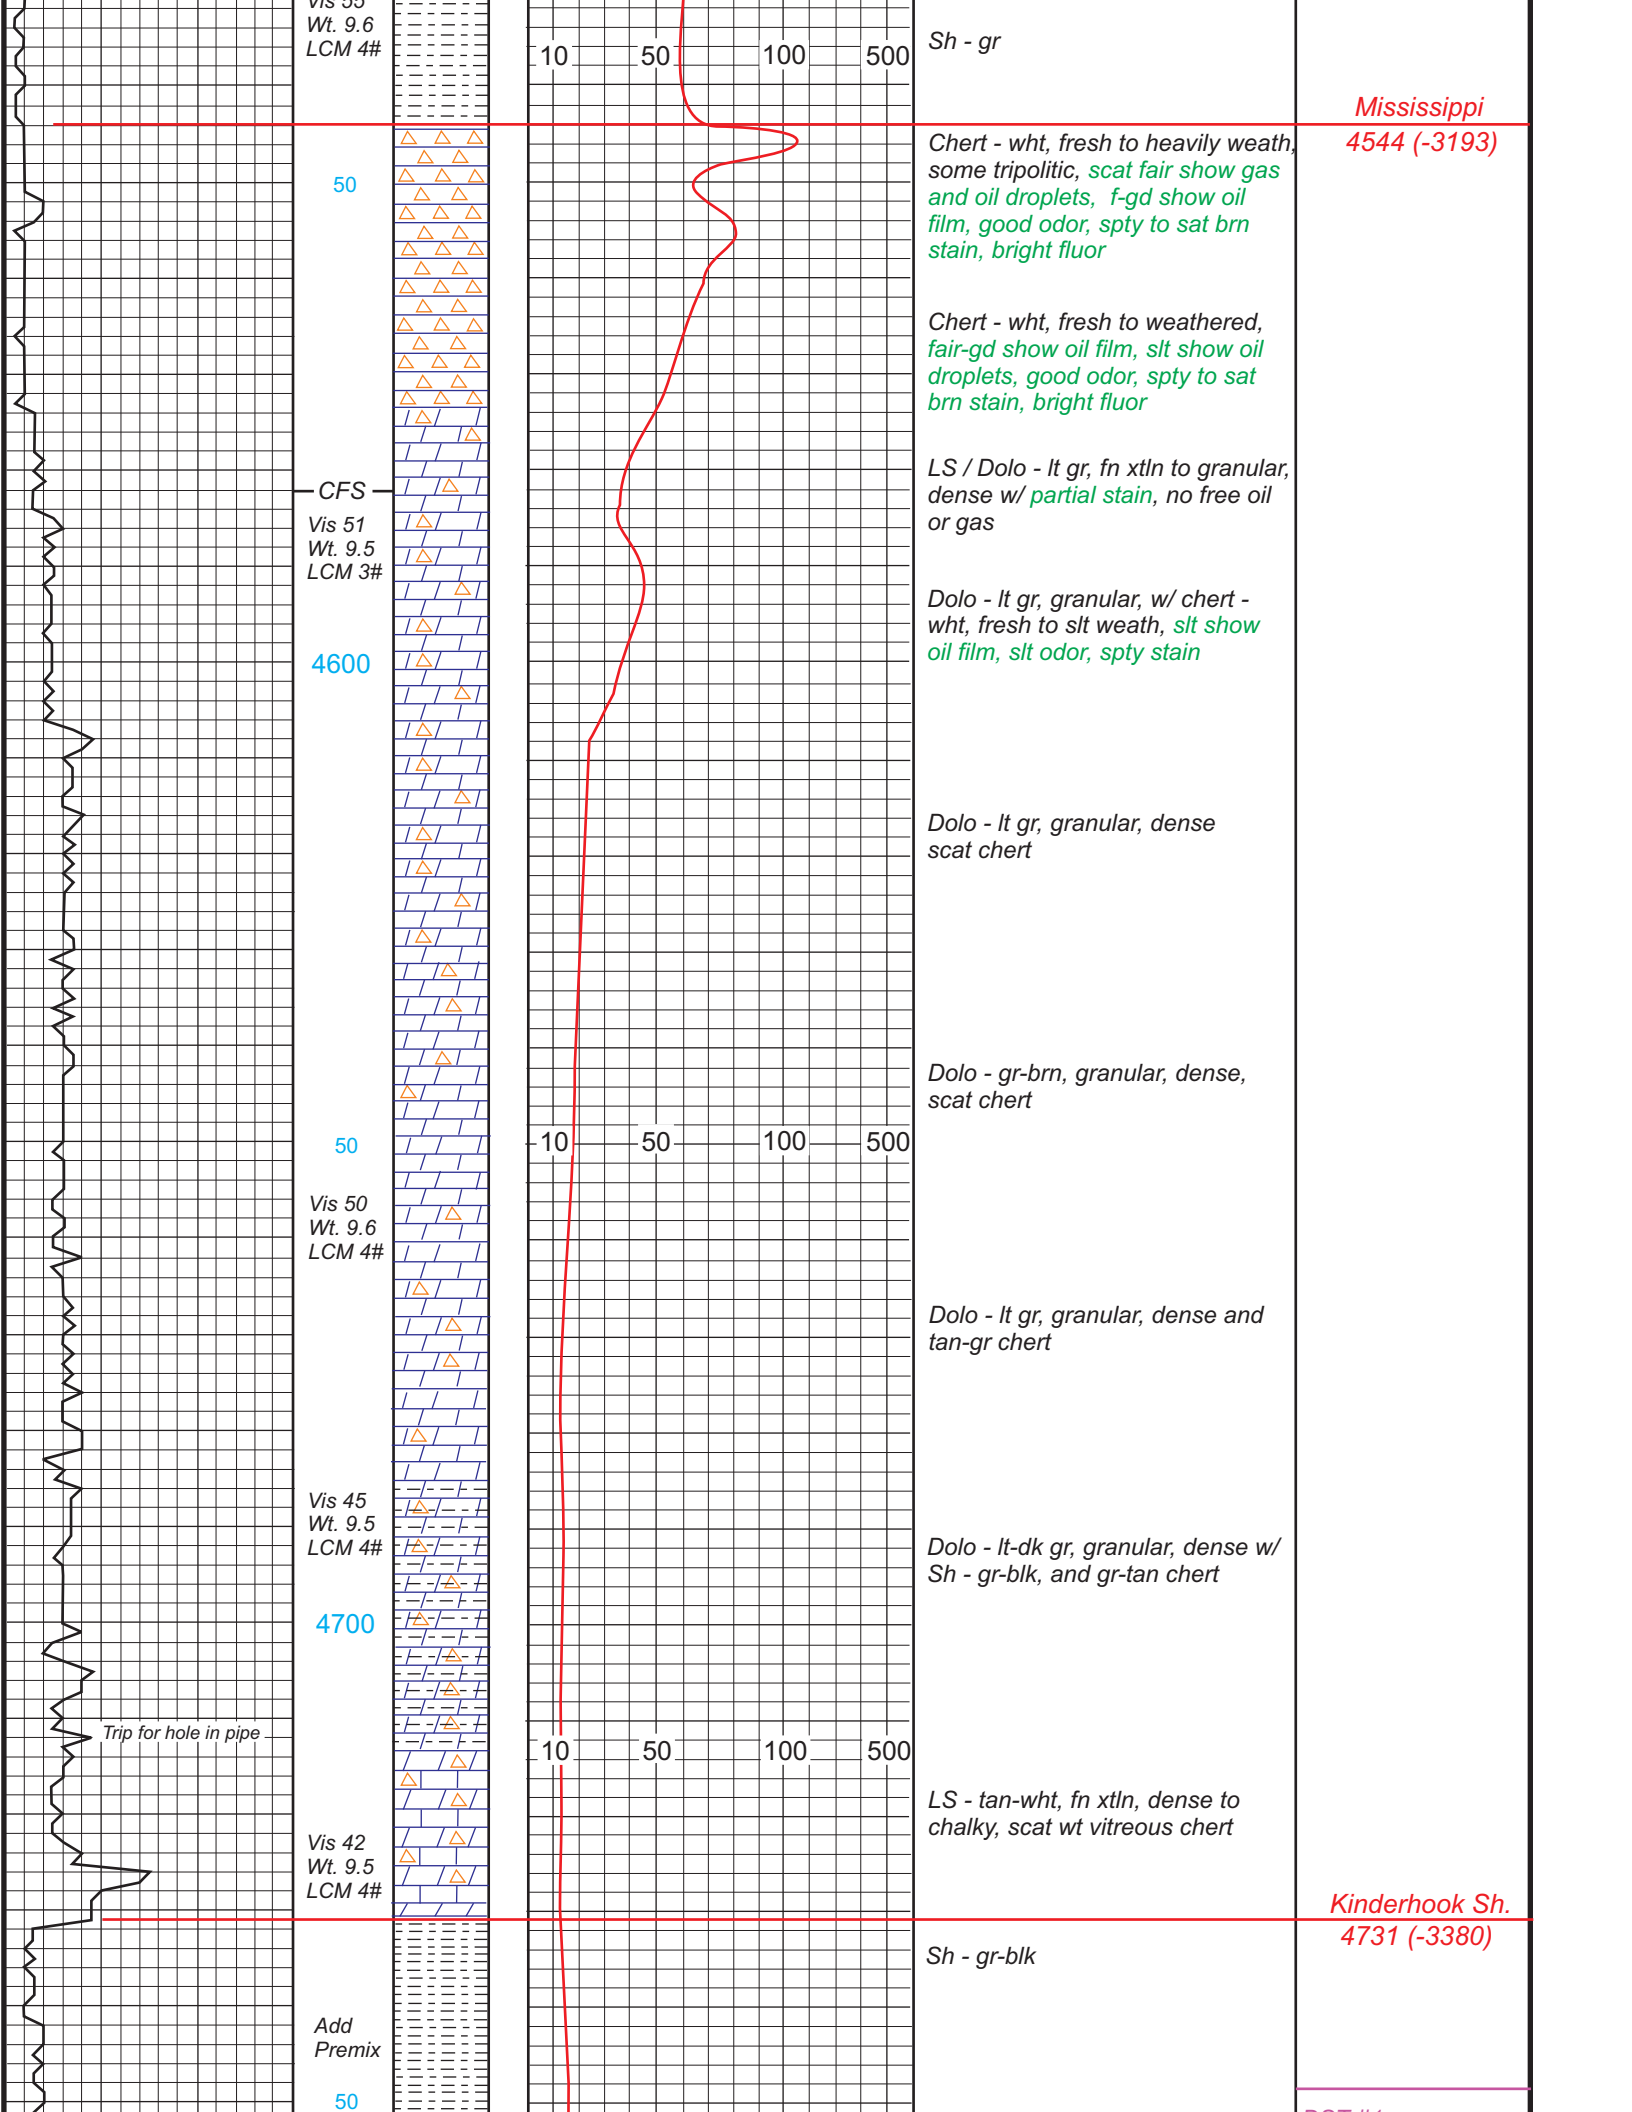 Vis 55
Wt. 9.6
LCM 4#
10 50 100 500
Sh - gr
Mississippi
4544 (-3193)
Chert - wht, fresh to heavily weath,
some tripolitic, scat fair show gas
and oil droplets, f-gd show oil
film, good odor, spty to sat brn
stain, bright fluor
50
Chert - wht, fresh to weathered,
fair-gd show oil film, slt show oil
droplets, good odor, spty to sat
brn stain, bright fluor
LS / Dolo - lt gr, fn xtln to granular,
dense w/ partial stain, no free oil
or gas
CFS
Vis 51
Wt. 9.5
LCM 3#
Dolo - lt gr, granular, w/ chert -
wht, fresh to slt weath, slt show
oil film, slt odor, spty stain
4600
Dolo - lt gr, granular, dense
scat chert
Dolo - gr-brn, granular, dense,
scat chert
50
10 50 100 500
Vis 50
Wt. 9.6
LCM 4#
Dolo - lt gr, granular, dense and
tan-gr chert
Vis 45
Wt. 9.5
LCM 4#
Dolo - lt-dk gr, granular, dense w/
Sh - gr-blk, and gr-tan chert
4700
Trip for hole in pipe
10 50 100 500
LS - tan-wht, fn xtln, dense to
chalky, scat wt vitreous chert
Vis 42
Wt. 9.5
LCM 4#
Kinderhook Sh.
4731 (-3380)
Sh - gr-blk
Add
Premix
50